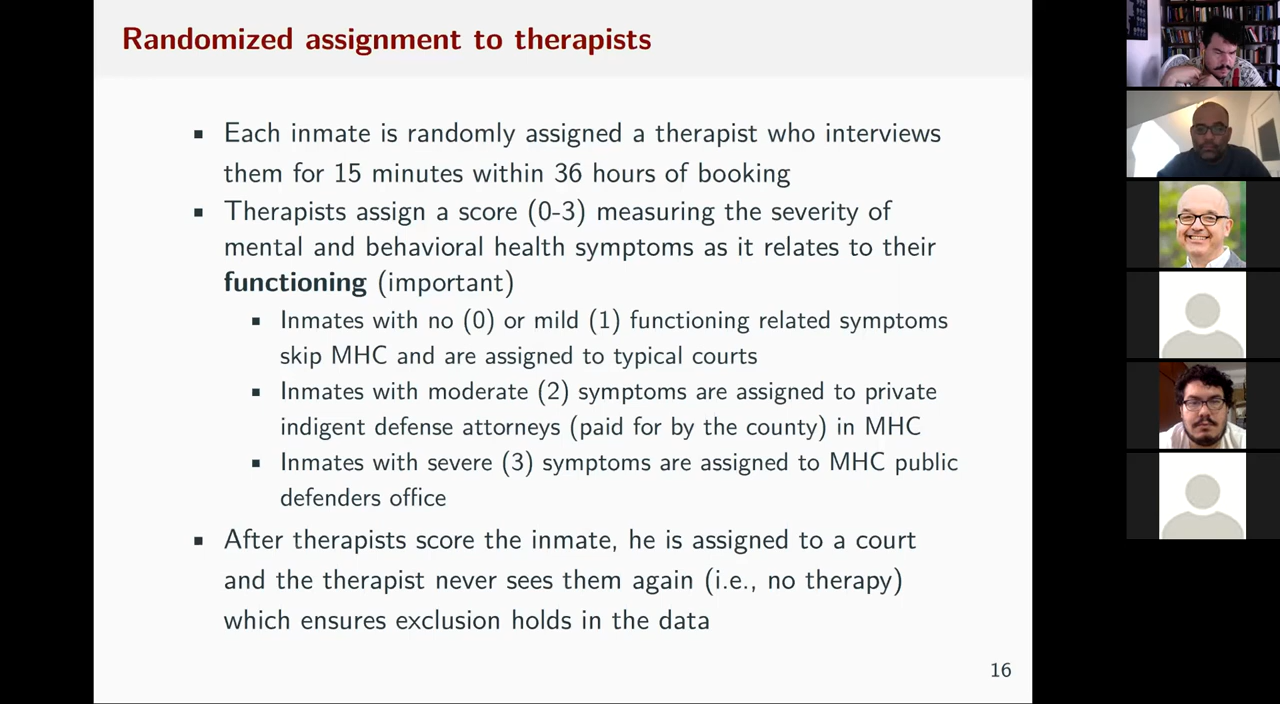 Randomized assignment to therapists
▪ Each inmate is randomly assigned a therapist who interviews
them for 15 minutes within 36 hours of booking
▪ Therapists assign a score (0-3) measuring the severity of
mental and behavioral health symptoms as it relates to their
functioning (important)
▪ Inmates with no (0) or mild (1) functioning related symptoms
skip MHC and are assigned to typical courts
▪ Inmates with moderate (2) symptoms are assigned to private
indigent defense attorneys (paid for by the county) in MHC
▪ Inmates with severe (3) symptoms are assigned to MHC public
defenders office
▪ After therapists score the inmate, he is assigned to a court
and the therapist never sees them again (i.e., no therapy)
which ensures exclusion holds in the data
16